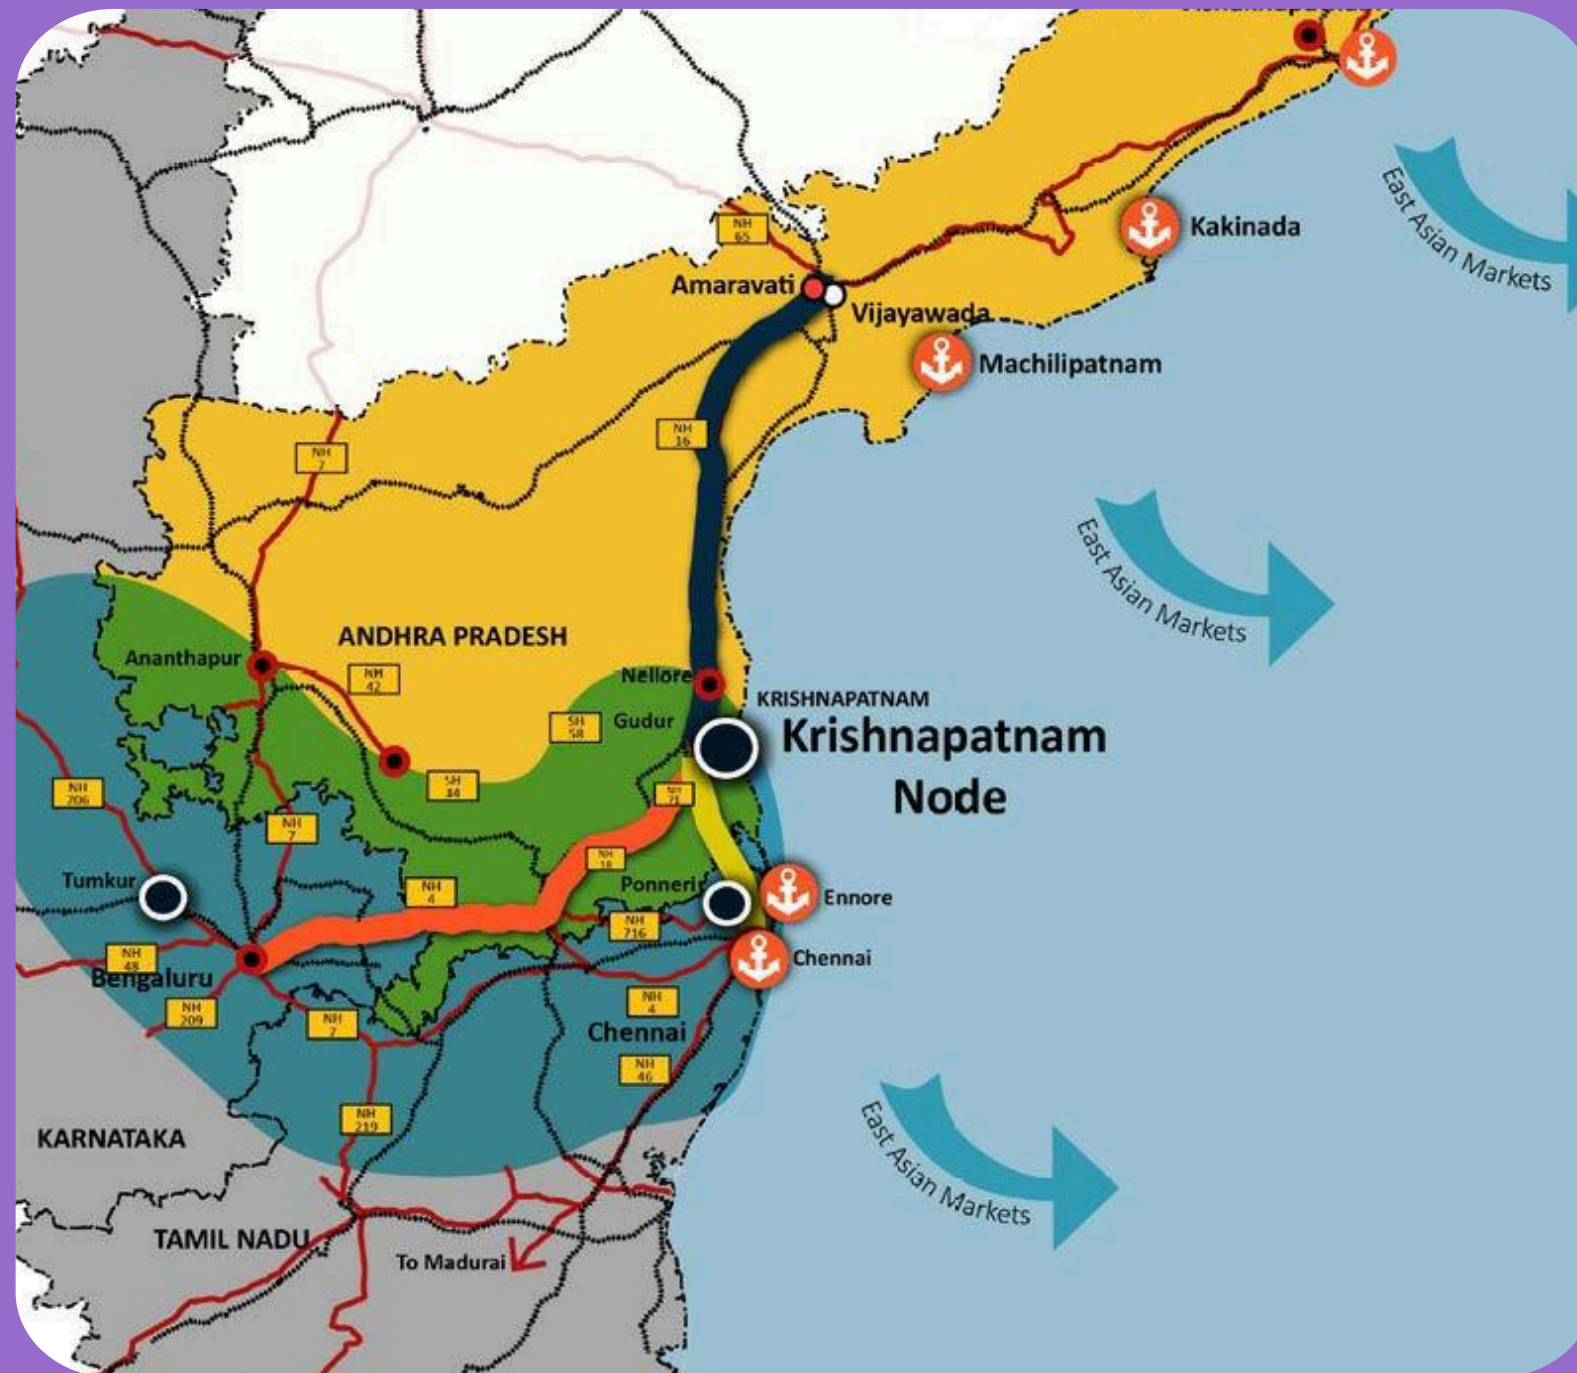 Kakinada
East Asian Markets
NH
65
Amaravati
Vijayawada
Machilipatnam
NH
16
NH
7
East Asian Markets
ANDHRA PRADESH
Ananthapur
NH
42
Nellore
KRISHNAPATNAM
SH
58
Gudur
Krishnapatnam
Node
NH
206
NH
71
NH
7
NH
Tumkur
NH
4
Ponneri
Ennore
NH
716
NH
48
Bengaluru
Chennai
NH
209
NH
7
NH
4
Chennai
NH
46
NH
219
East Asian Markets
KARNATAKA
TAMIL NADU
To Madurai